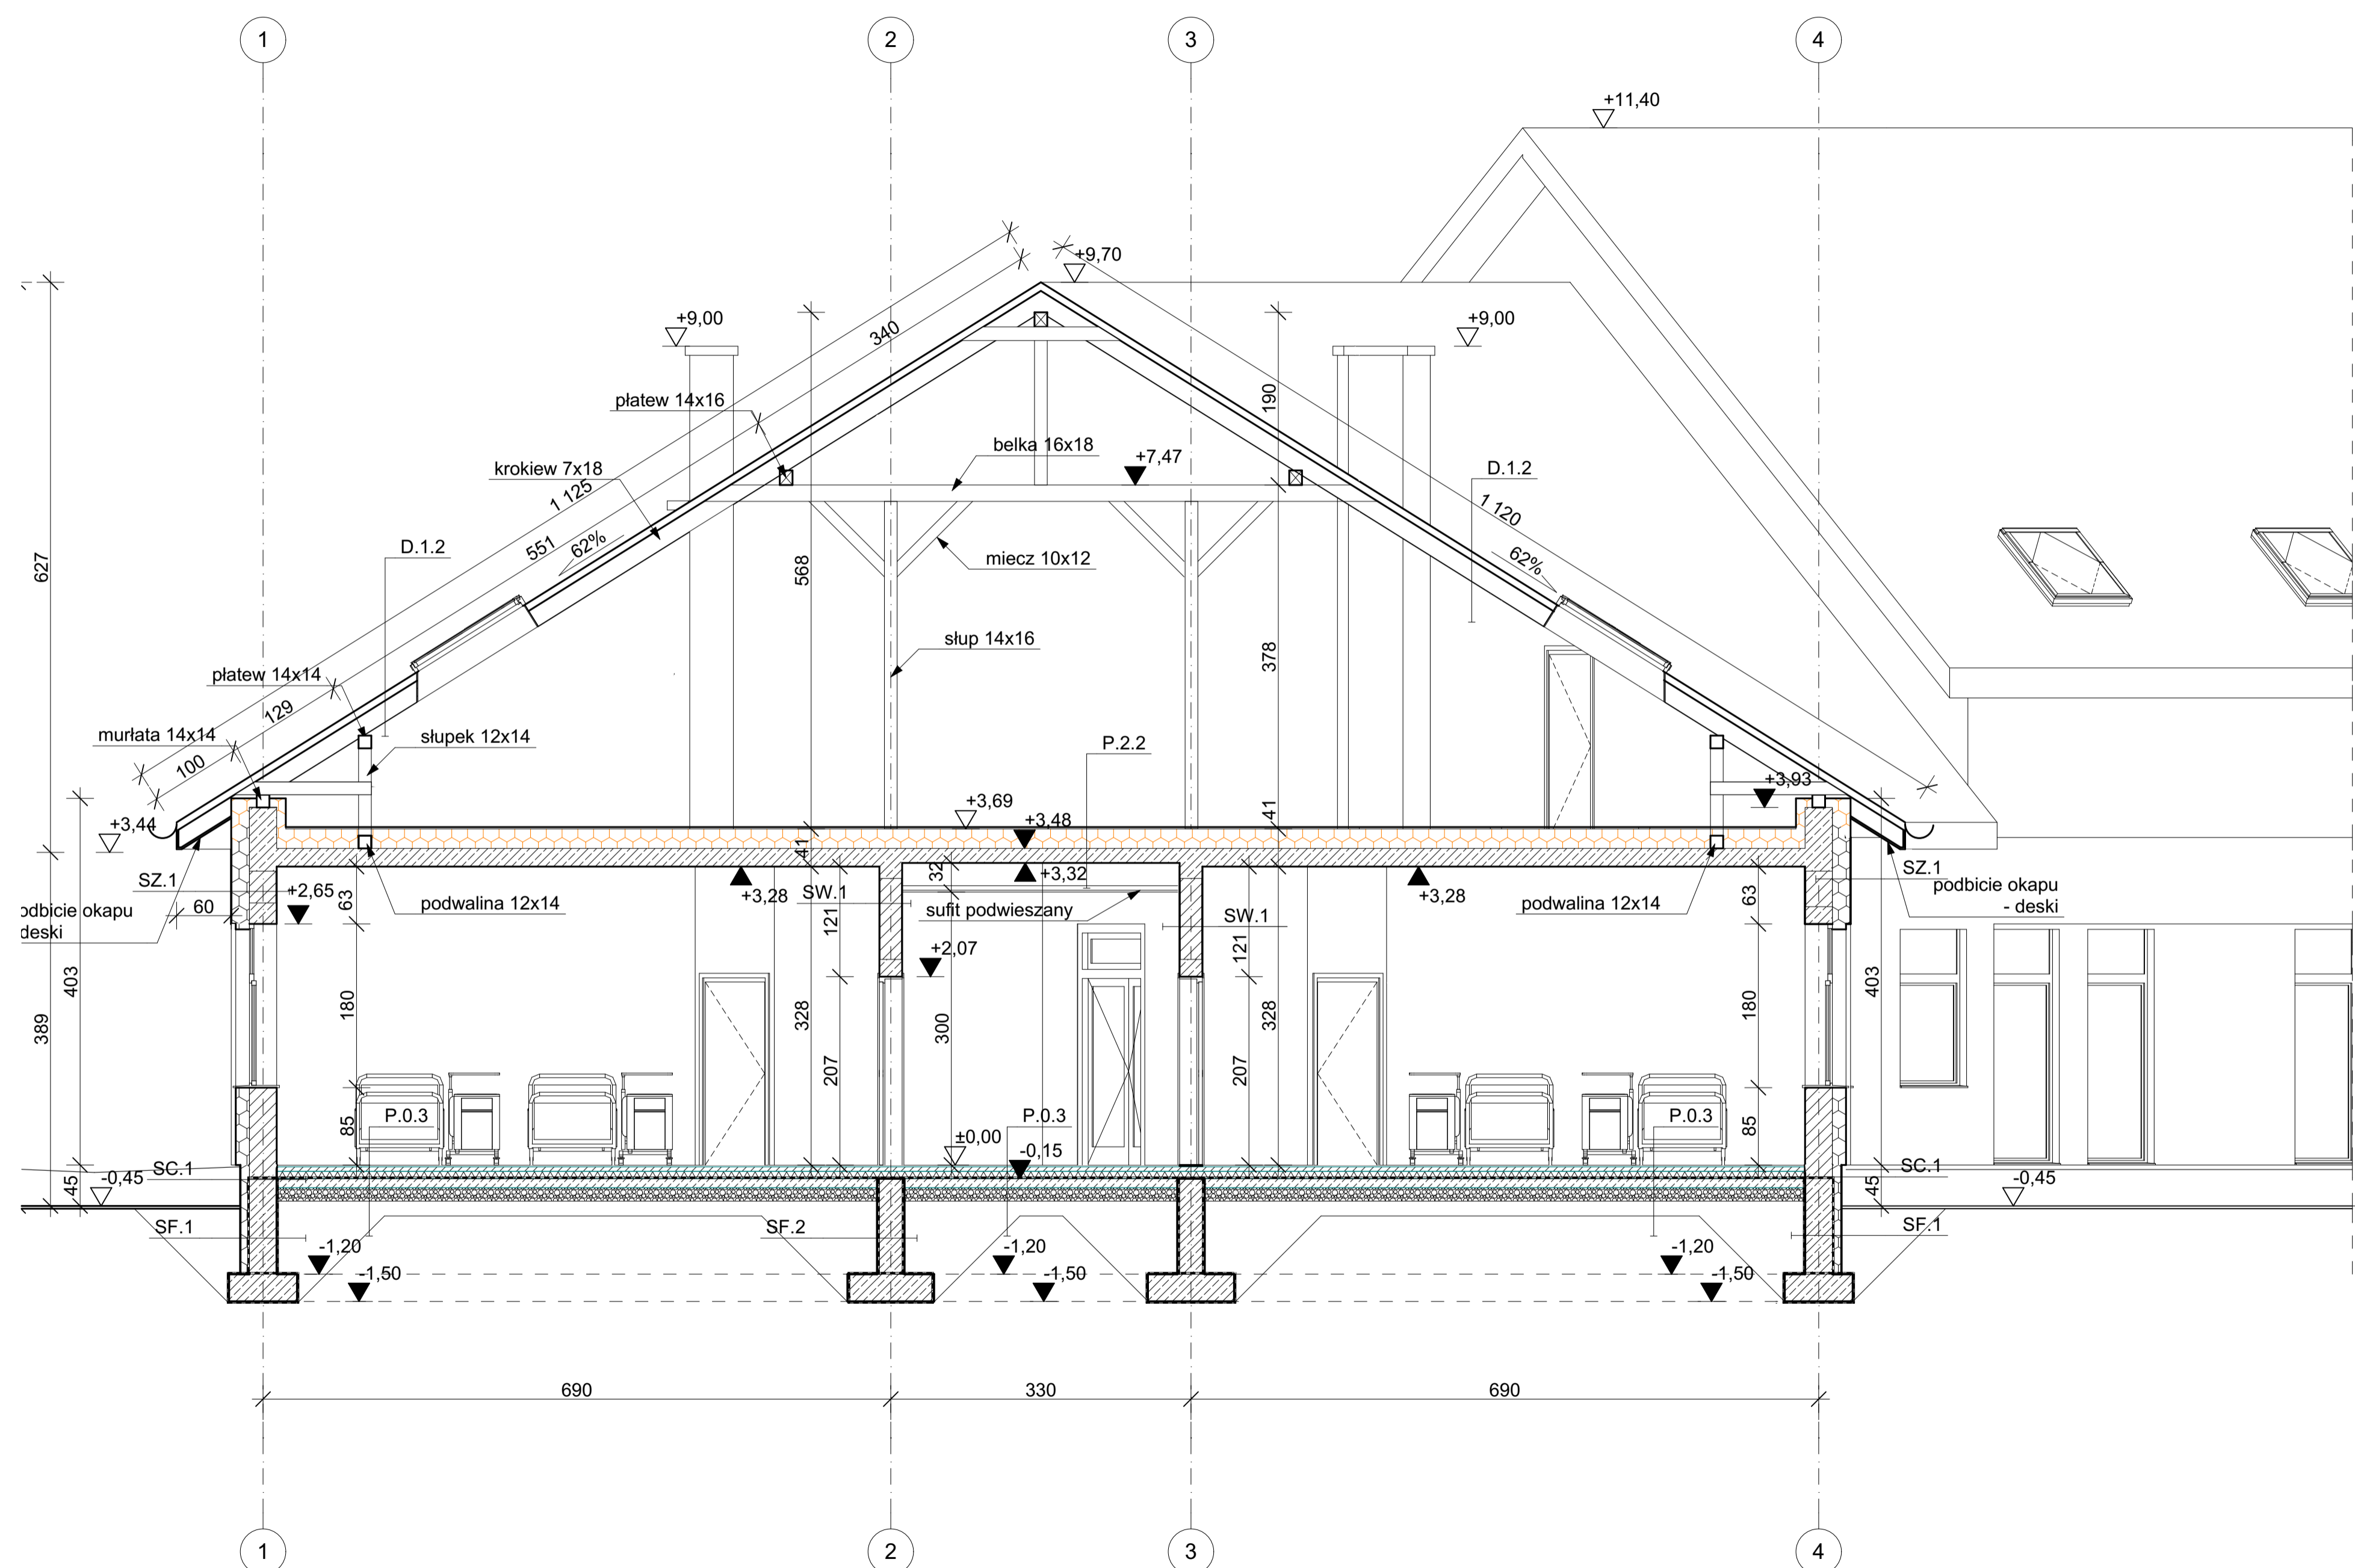 1
2
3
4
+11,40
+9,70
+9,00
+9,00
340
190
płatew 14x16
belka 16x18
+7,47
krokiew 7x18
D.1.2
1 125
1 120
D.1.2
551
62%
62%
627
568
miecz 10x12
378
słup 14x16
płatew 14x14
129
murłata 14x14
słupek 12x14
P.2.2
100
+3,93
+3,69
41
+3,44
+3,48
41
32
+3,32
SZ.1
+2,65
63
+3,28
SW.1
+3,28
63
SZ.1
podwalina 12x14
podwalina 12x14
podbicie okapu
- deski
60
odbicie okapu
deski
sufit podwieszany
SW.1
121
121
+2,07
403
403
180
328
300
328
180
389
207
207
85
P.0.3
P.0.3
P.0.3
85
±0,00
-0,15
SC.1
SC.1
45
-0,45
45
-0,45
SF.1
SF.2
SF.1
-1,20
-1,20
-1,20
-1,50
-1,50
-1,50
690
330
690
1
2
3
4